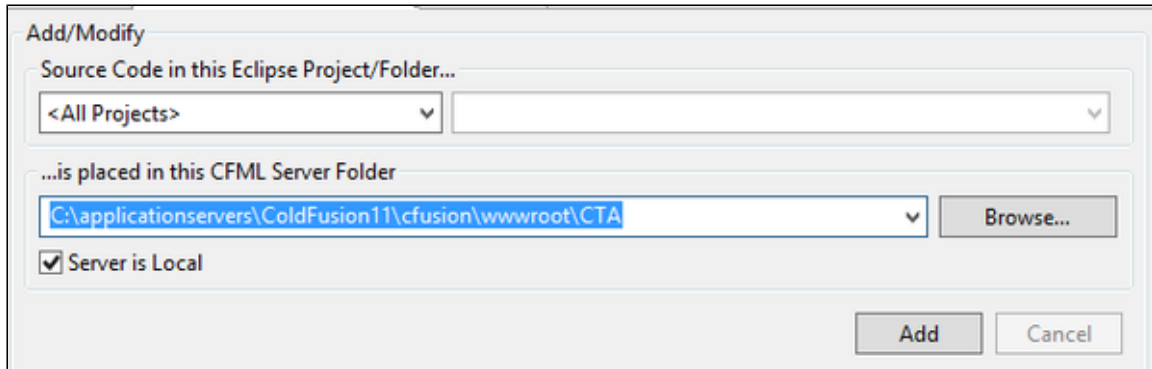 Add/Modify
Source Code in this Eclipse Project/Folder...
<All Projects>
...is placed in this CFML Server Folder
C:\applicationservers\ColdFusion11\cfusion\wwwroot\CTA
Browse...
Server is Local
Add
Cancel